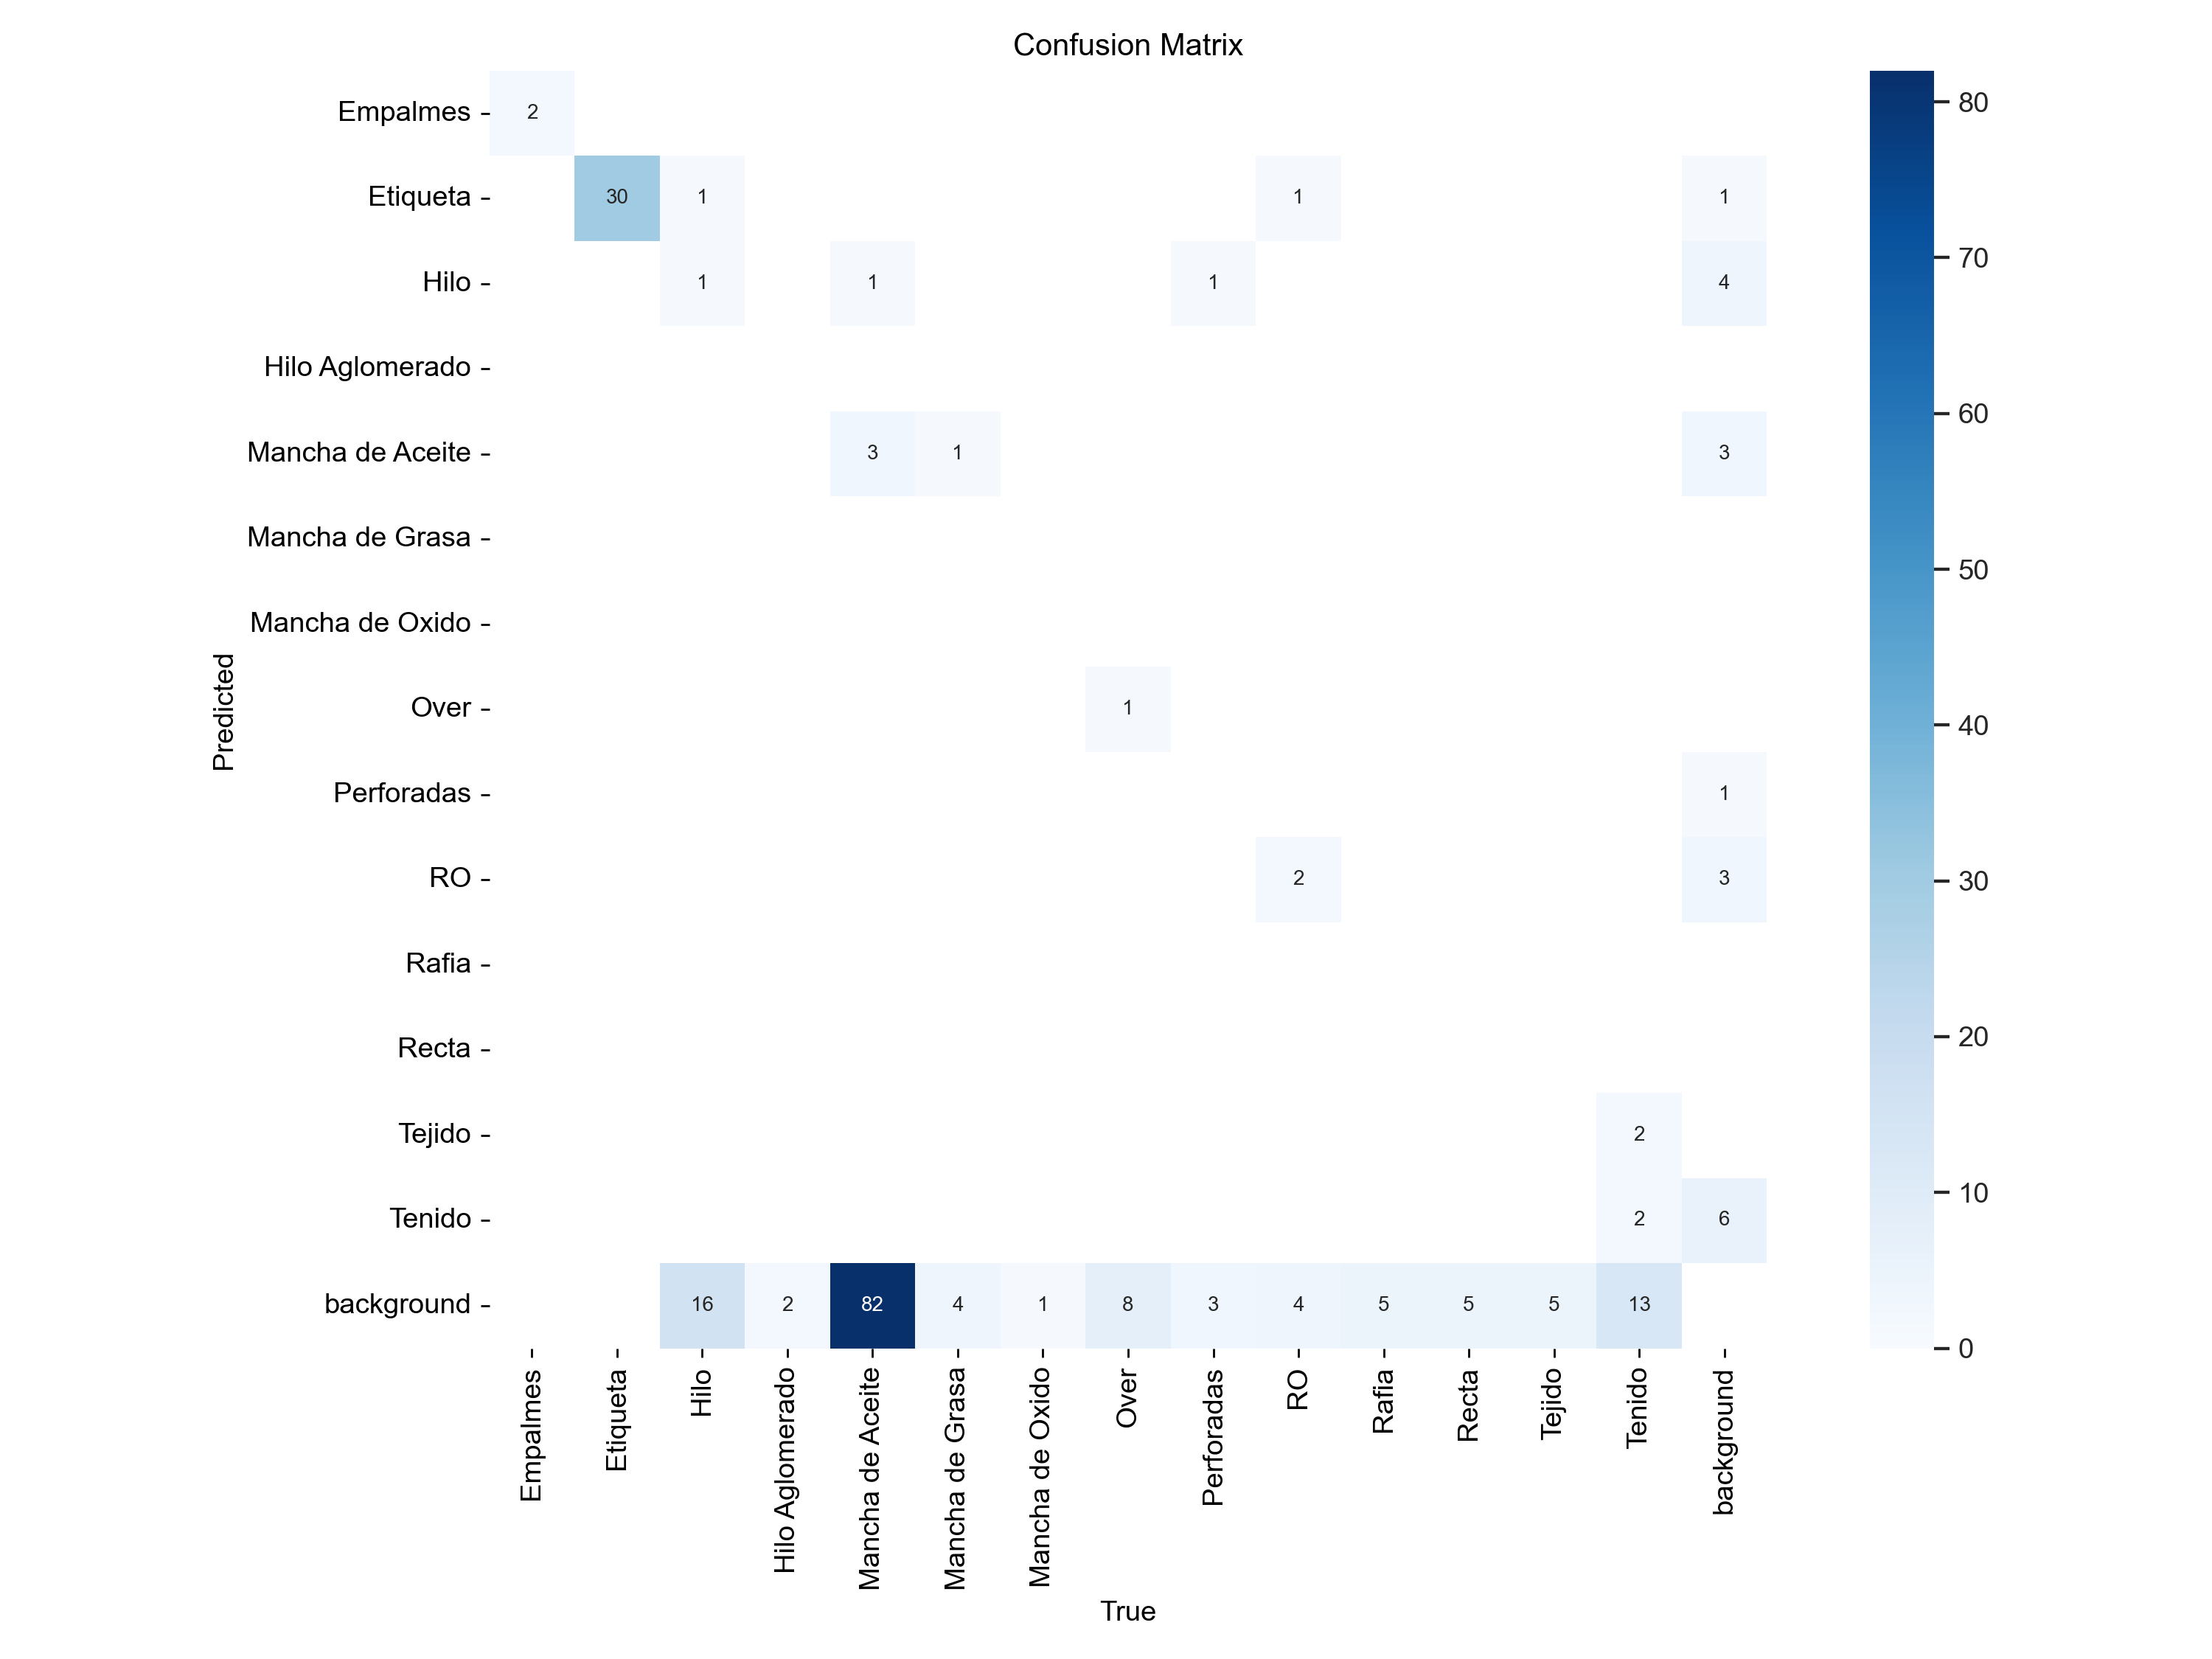 Confusion Matrix
Empalmes
2
Etiqueta
30 1 1 1
Hilo
1 1 1 4
Hilo Aglomerado
Mancha de Aceite
3 1 3
Mancha de Grasa
Mancha de Oxido
Over
1
Perforadas
1
RO
2 3
Rafia
Recta
Tejido
2
Tenido
2 6
background
16 2 82 4 1 8 3 4 5 5 5 13
Predicted
Empalmes
Etiqueta
Hilo
Hilo Aglomerado
Mancha de Aceite
Mancha de Grasa
Mancha de Oxido
Over
Perforadas
RO
Rafia
Recta
Tejido
Tenido
background
True
80
70
60
50
40
30
20
10
0